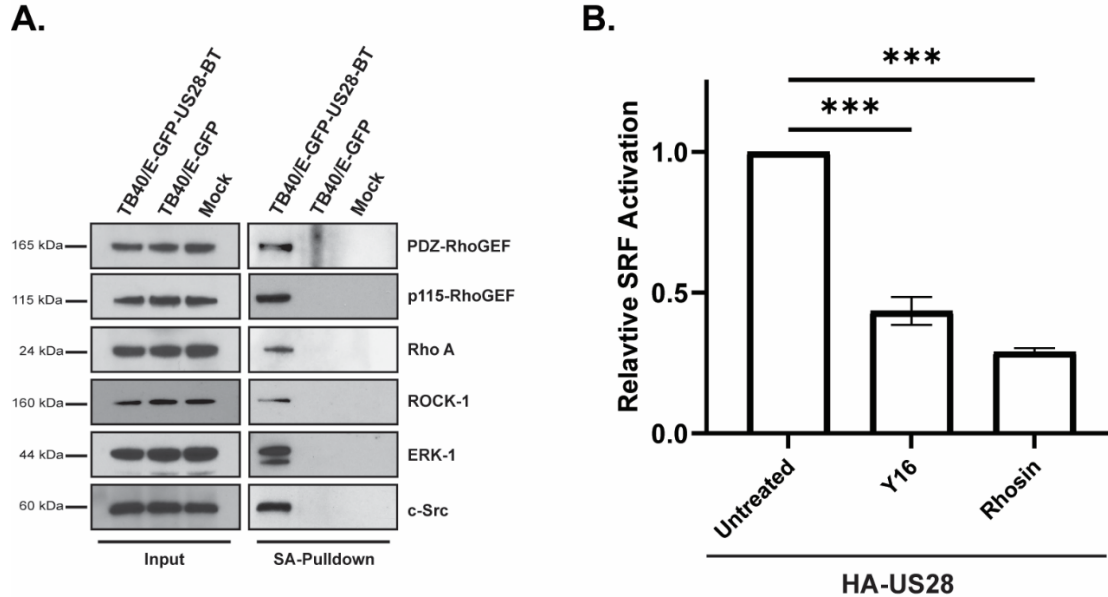 A.
TB40/E-GFP-US28-BT
TB40/E-GFP
Mock
TB40/E-GFP-US28-BT
TB40/E-GFP
Mock
165 kDa
PDZ-RhoGEF
115 kDa
p115-RhoGEF
24 kDa
Rho A
160 kDa
ROCK-1
44 kDa
ERK-1
60 kDa
c-Src
Input
SA-Pulldown
B.
***
***
Relavtive SRF Activation
1.0
0.5
0.0
Untreated
Y16
Rhosin
HA-US28